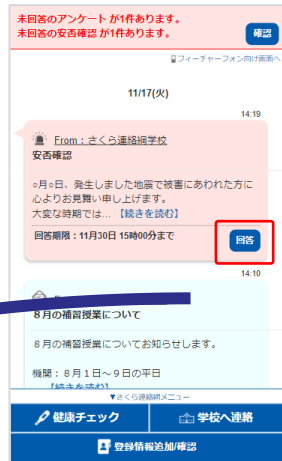 未回答のアンケート が1件あります。
未回答の安否確認 が1件あります。
確認
フィーチャーフォン向け画面へ
11/17(火)
14:19
From：さくら連絡網学校
安否確認
○月○日、発生しました地震で被害にあわれた方に
心よりお見舞い申し上げます。
大変な時期では… 【続きを読む】
回答期限：11月30日 15時00分まで
回答
14:10
８月の補習授業について
８月の補習授業についてお知らせします。
機関：８月１日～９日の平日
【続きを読む】
▼さくら連絡網メニュー
健康チェック
学校へ連絡
登録情報追加/確認